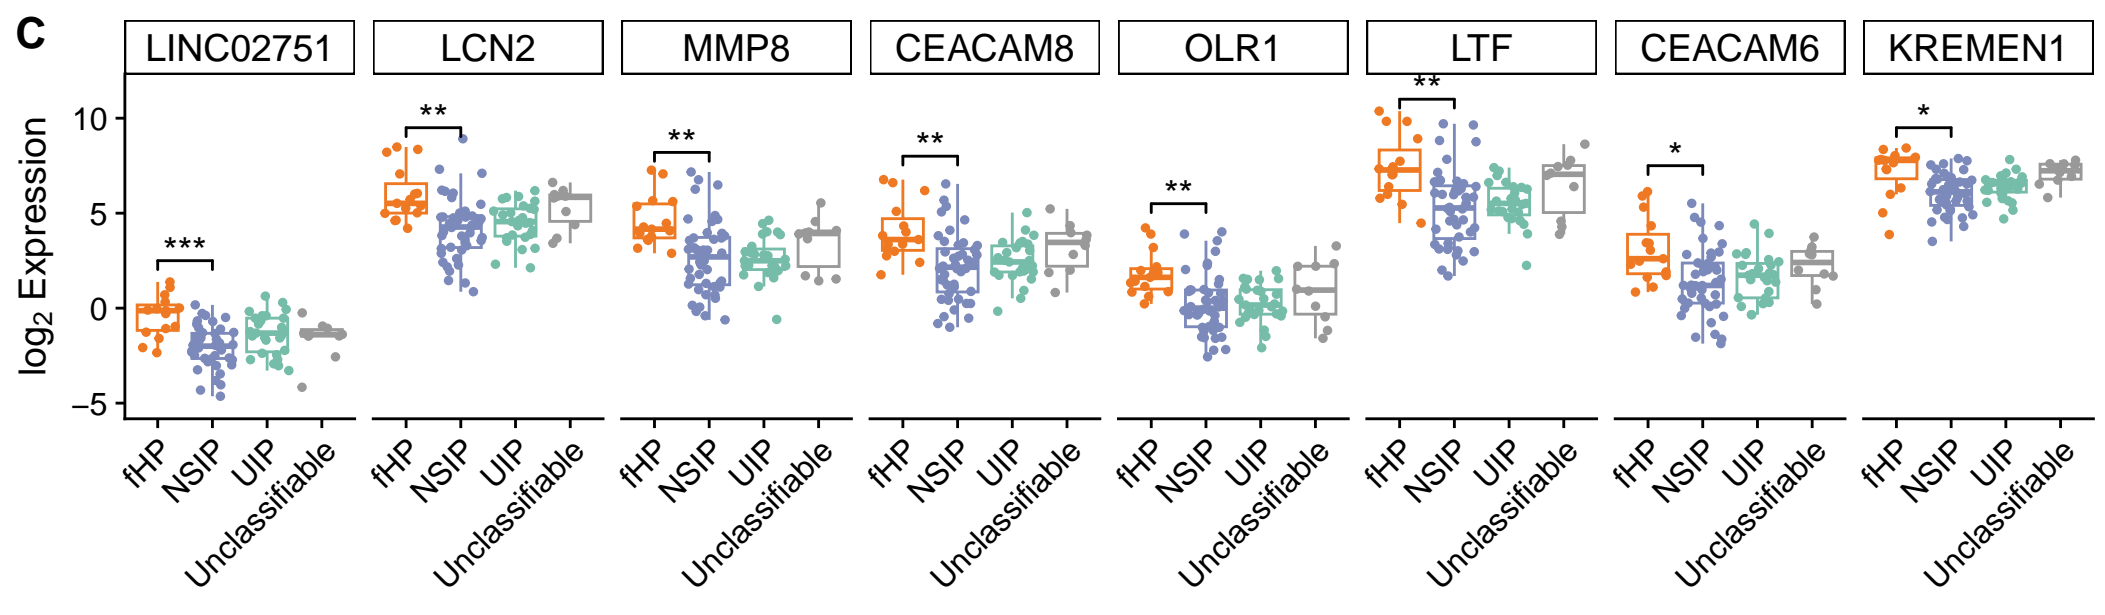 C
LINC02751 LCN2 MMP8 CEACAM8 OLR1 LTF CEACAM6 KREMEN1
*** ** ** ** ** ** * *
log₂ Expression
10
5
0
−5
fHP NSIP UIP Unclassifiable fHP NSIP UIP Unclassifiable fHP NSIP UIP Unclassifiable fHP NSIP UIP Unclassifiable fHP NSIP UIP Unclassifiable fHP NSIP UIP Unclassifiable fHP NSIP UIP Unclassifiable fHP NSIP UIP Unclassifiable